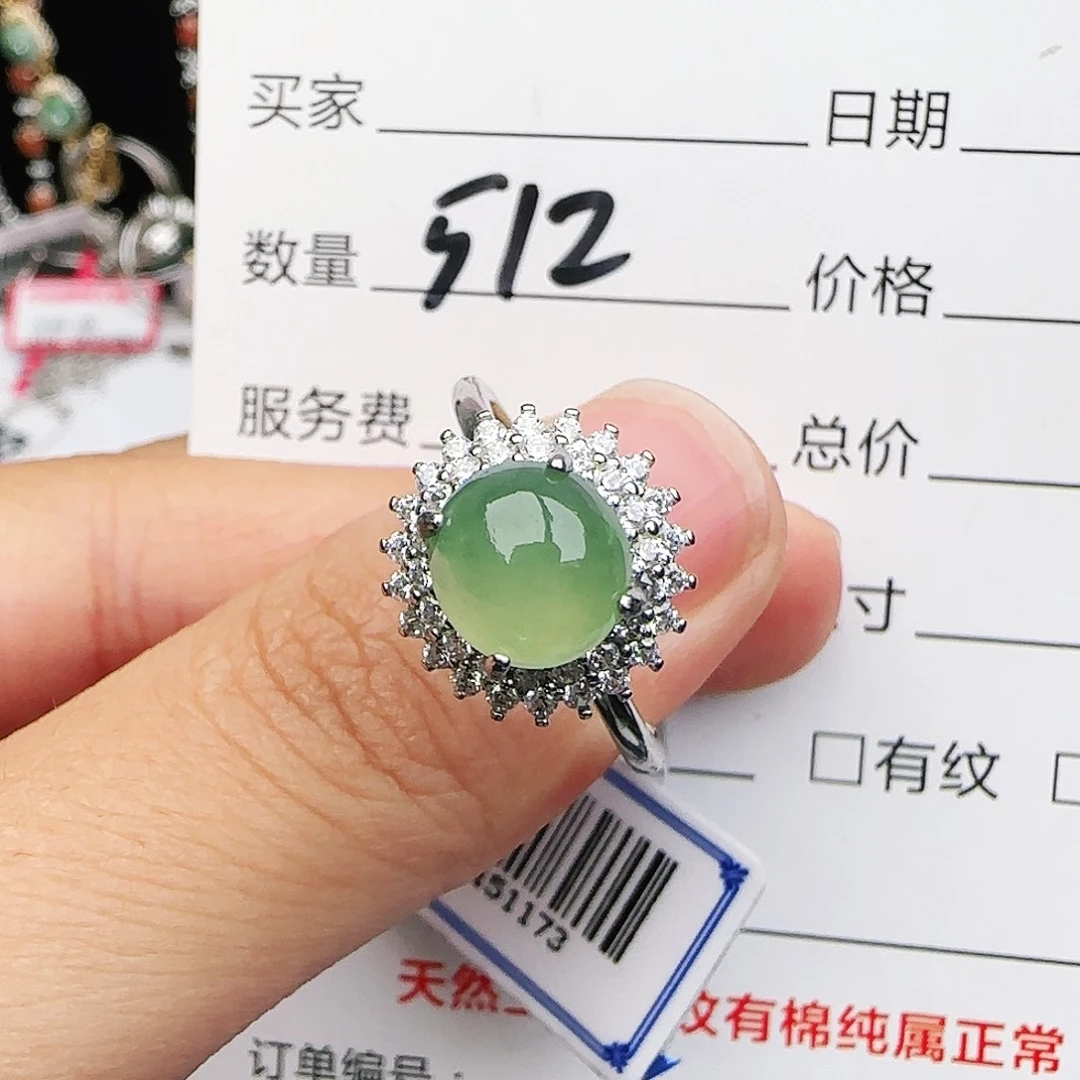 买家 日期
数量 512 价格
服务费 总价
寸
□有纹
151173
天然 纹有棉纯属正常
订单编号：